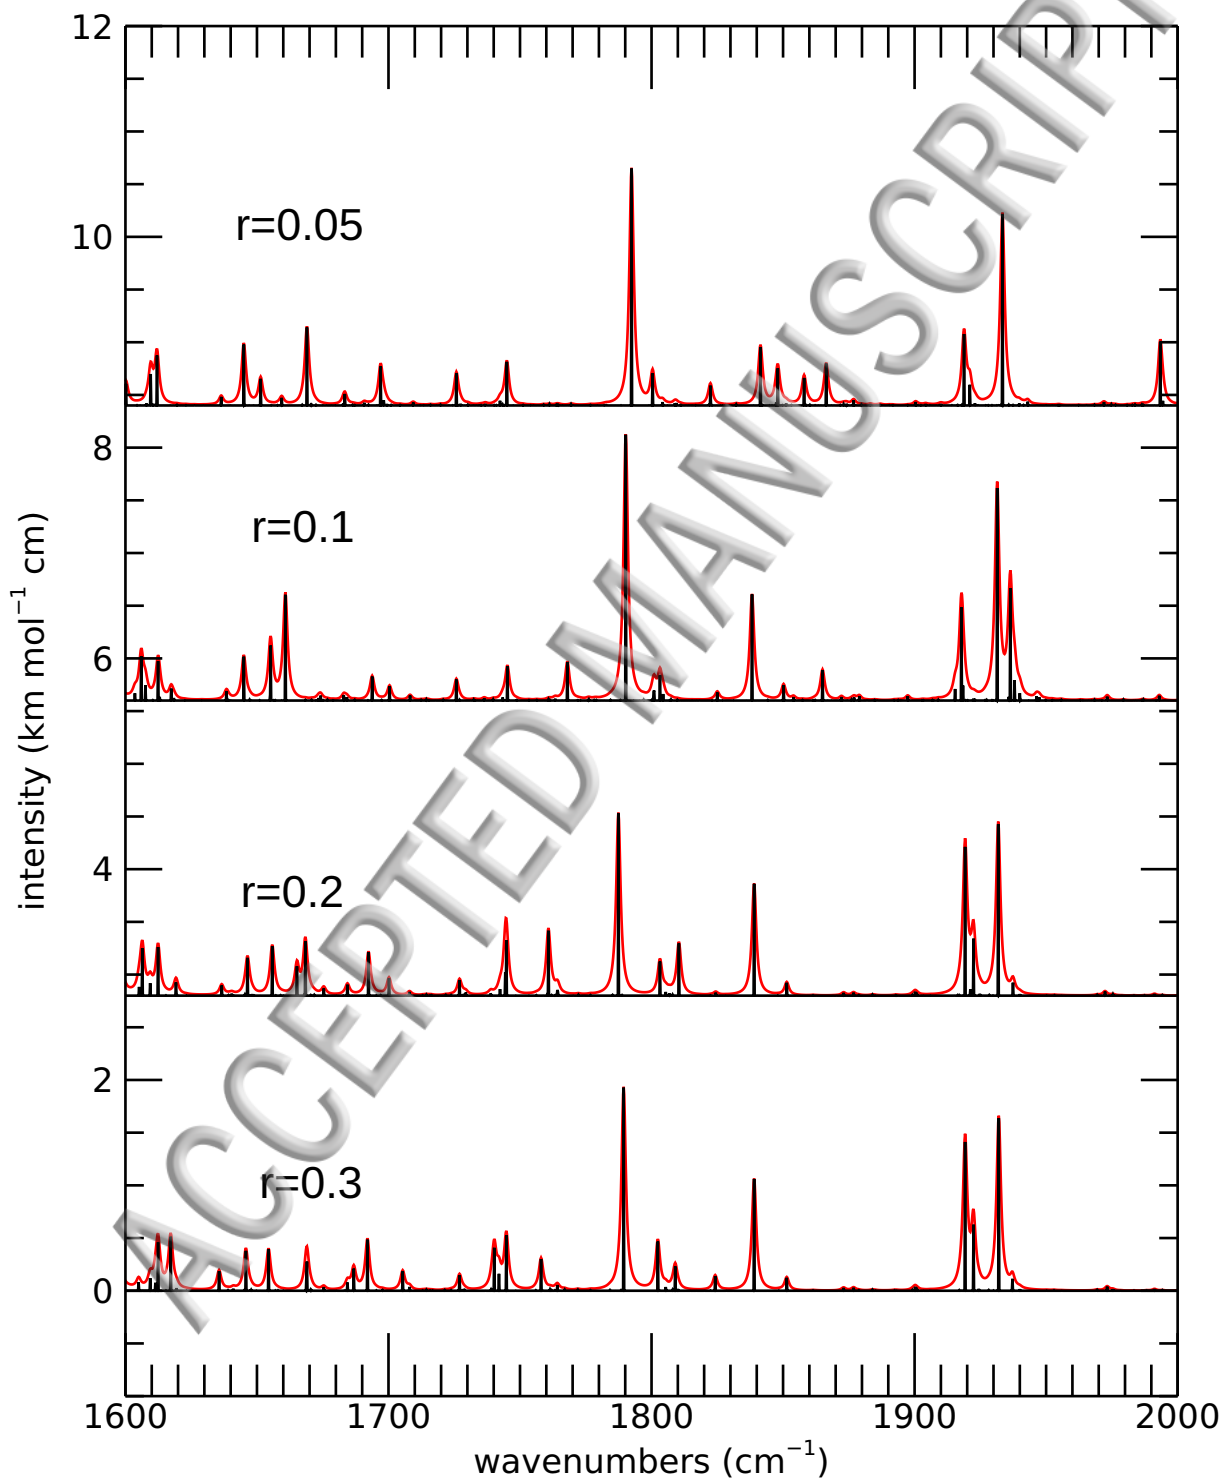 12
r=0.05
10
8
r=0.1
6
intensity (km mol⁻¹ cm)
4
r=0.2
2
r=0.3
0
1600 1700 1800 1900 2000
wavenumbers (cm⁻¹)
ACCEPTED MANUSCRIPT